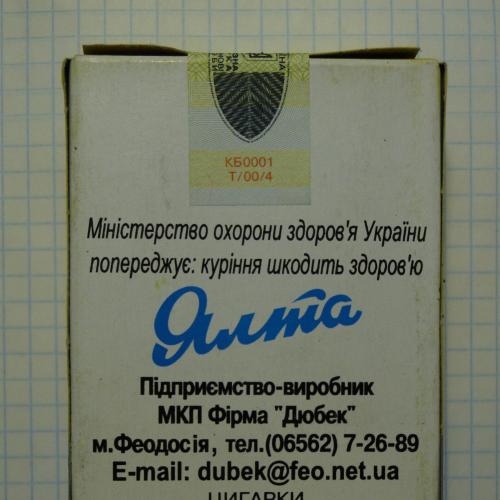 КБ0001
Т/00/4
Міністерство охорони здоров'я України
попереджує: куріння шкодить здоров'ю
Ялта
Підприємство-виробник
МКП Фірма "Дюбек"
м.Феодосія, тел.(06562) 7-26-89
E-mail: dubek@feo.net.ua
ЦИГАРКИ